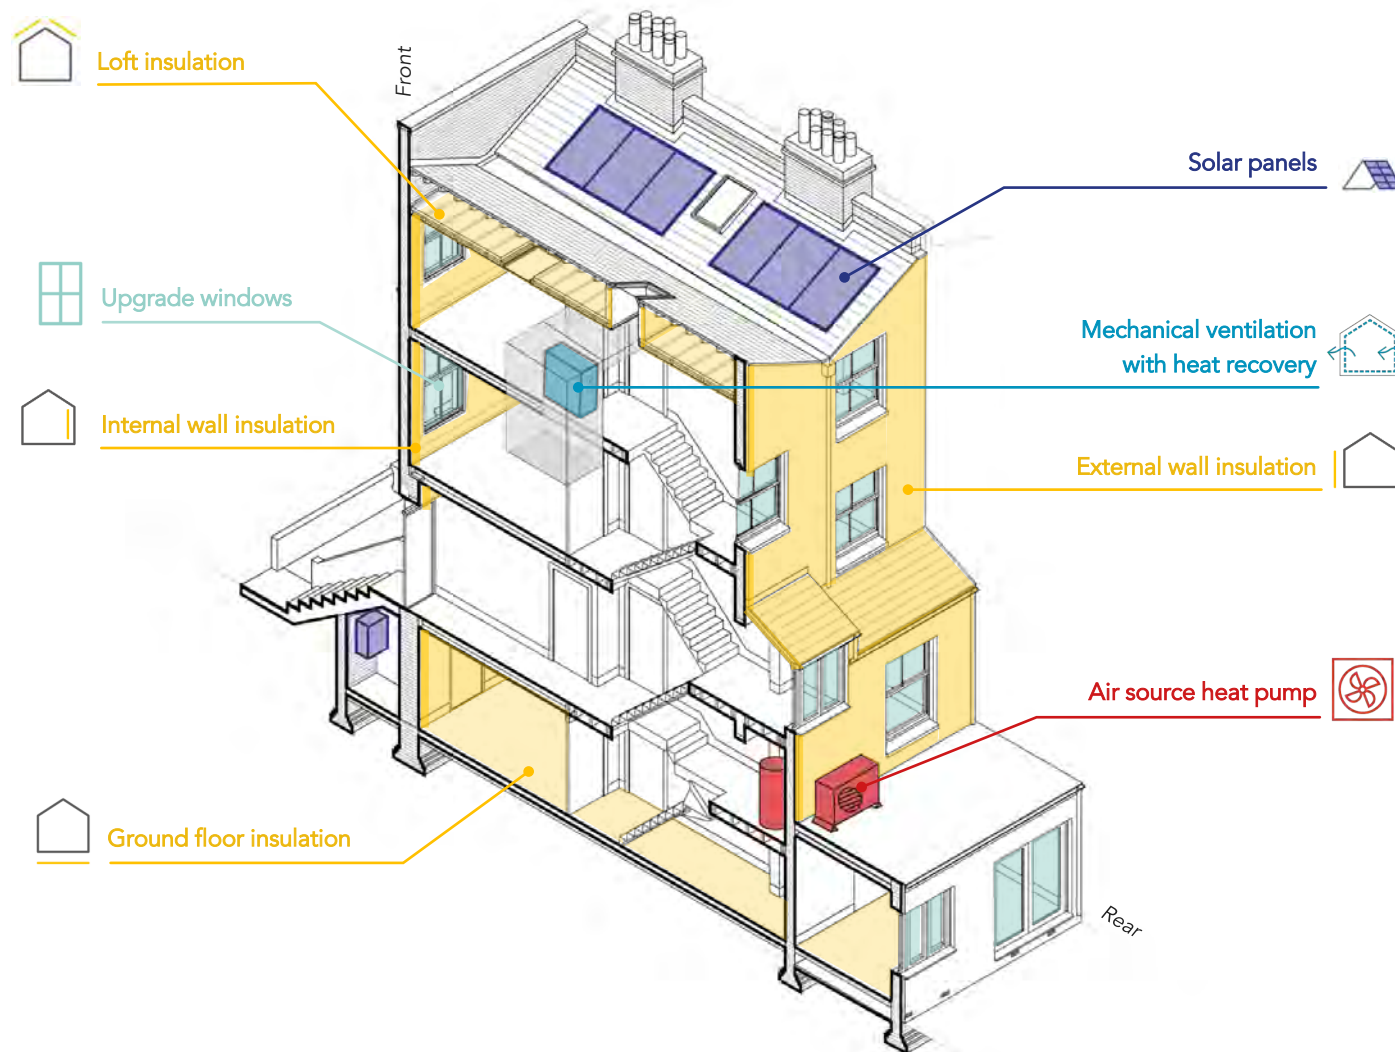 Front
Loft insulation
Solar panels
Upgrade windows
Mechanical ventilation
with heat recovery
Internal wall insulation
External wall insulation
Air source heat pump
Ground floor insulation
Rear